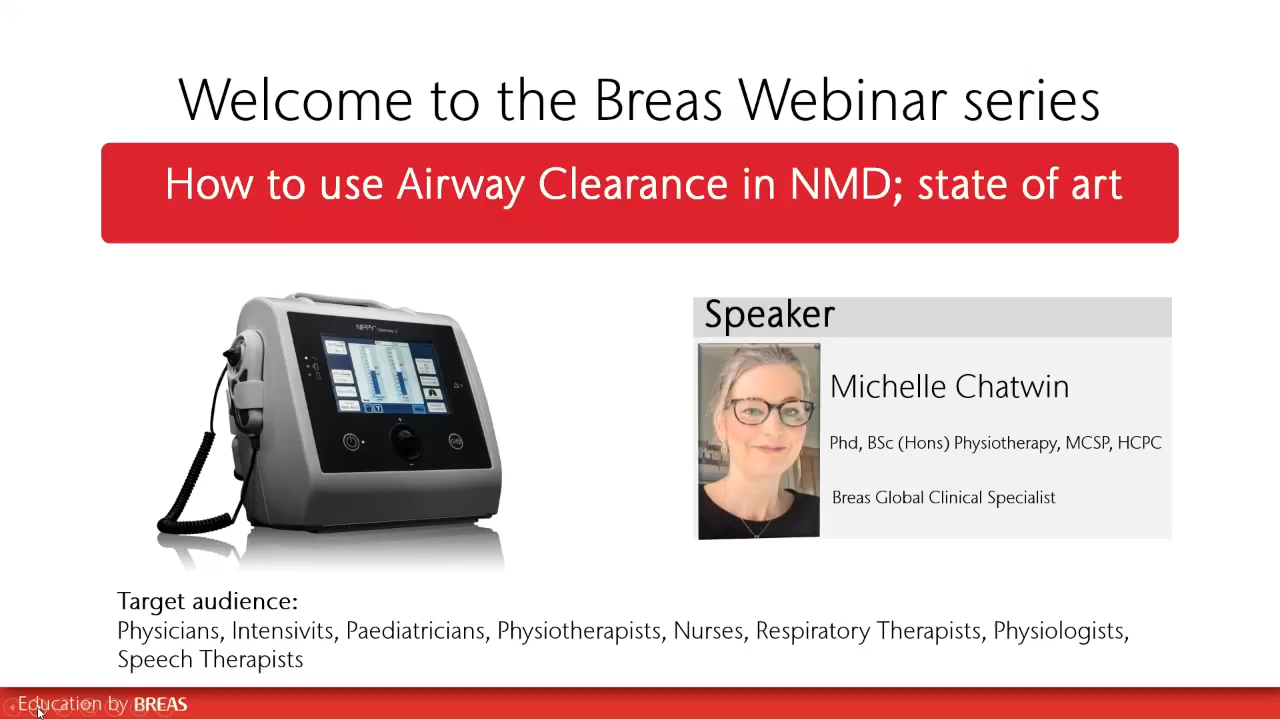 Welcome to the Breas Webinar series
How to use Airway Clearance in NMD; state of art
NIPPY
Speaker
Michelle Chatwin
Phd, BSc (Hons) Physiotherapy, MCSP, HCPC
Breas Global Clinical Specialist
Target audience:
Physicians, Intensivits, Paediatricians, Physiotherapists, Nurses, Respiratory Therapists, Physiologists,
Speech Therapists
Education by BREAS